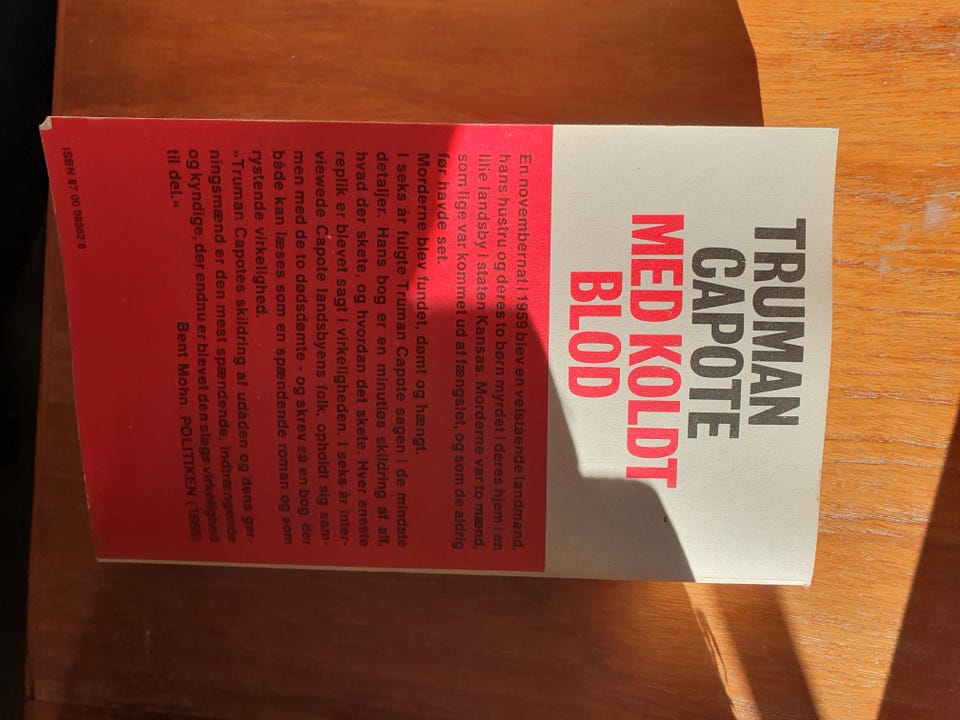 TRUMAN
CAPOTE
MED KOLDT
BLOD
En novembernat i 1959 blev en velstående landmand,
hans hustru og deres to børn myrdet i deres hjem i en
lille landsby i staten Kansas. Morderne var to mænd,
som lige var kommet ud af fængslet, og som de aldrig
før havde set.
Morderne blev fundet, dømt og hængt.
I seks år fulgte Truman Capote sagen i de mindste
detaljer. Hans bog er en minutiøs skildring af alt,
hvad der skete, og hvordan det skete. Hver eneste
replik er blevet sagt i virkeligheden. I seks år inter-
viewede Capote landsbyens folk, opholdt sig sam-
men med de to dødsdømte - og skrev så en bog, der
både kan læses som en spændende roman og som
rystende virkelighed.
»Truman Capotes skildring af udåden og dens ger-
ningsmænd er den mest spændende, indtrængende
og kyndige, der endnu er blevet den slags virkelighed
til del.«
Bent Mohn. POLITIKEN (1966)
ISBN 87 00 08852 8